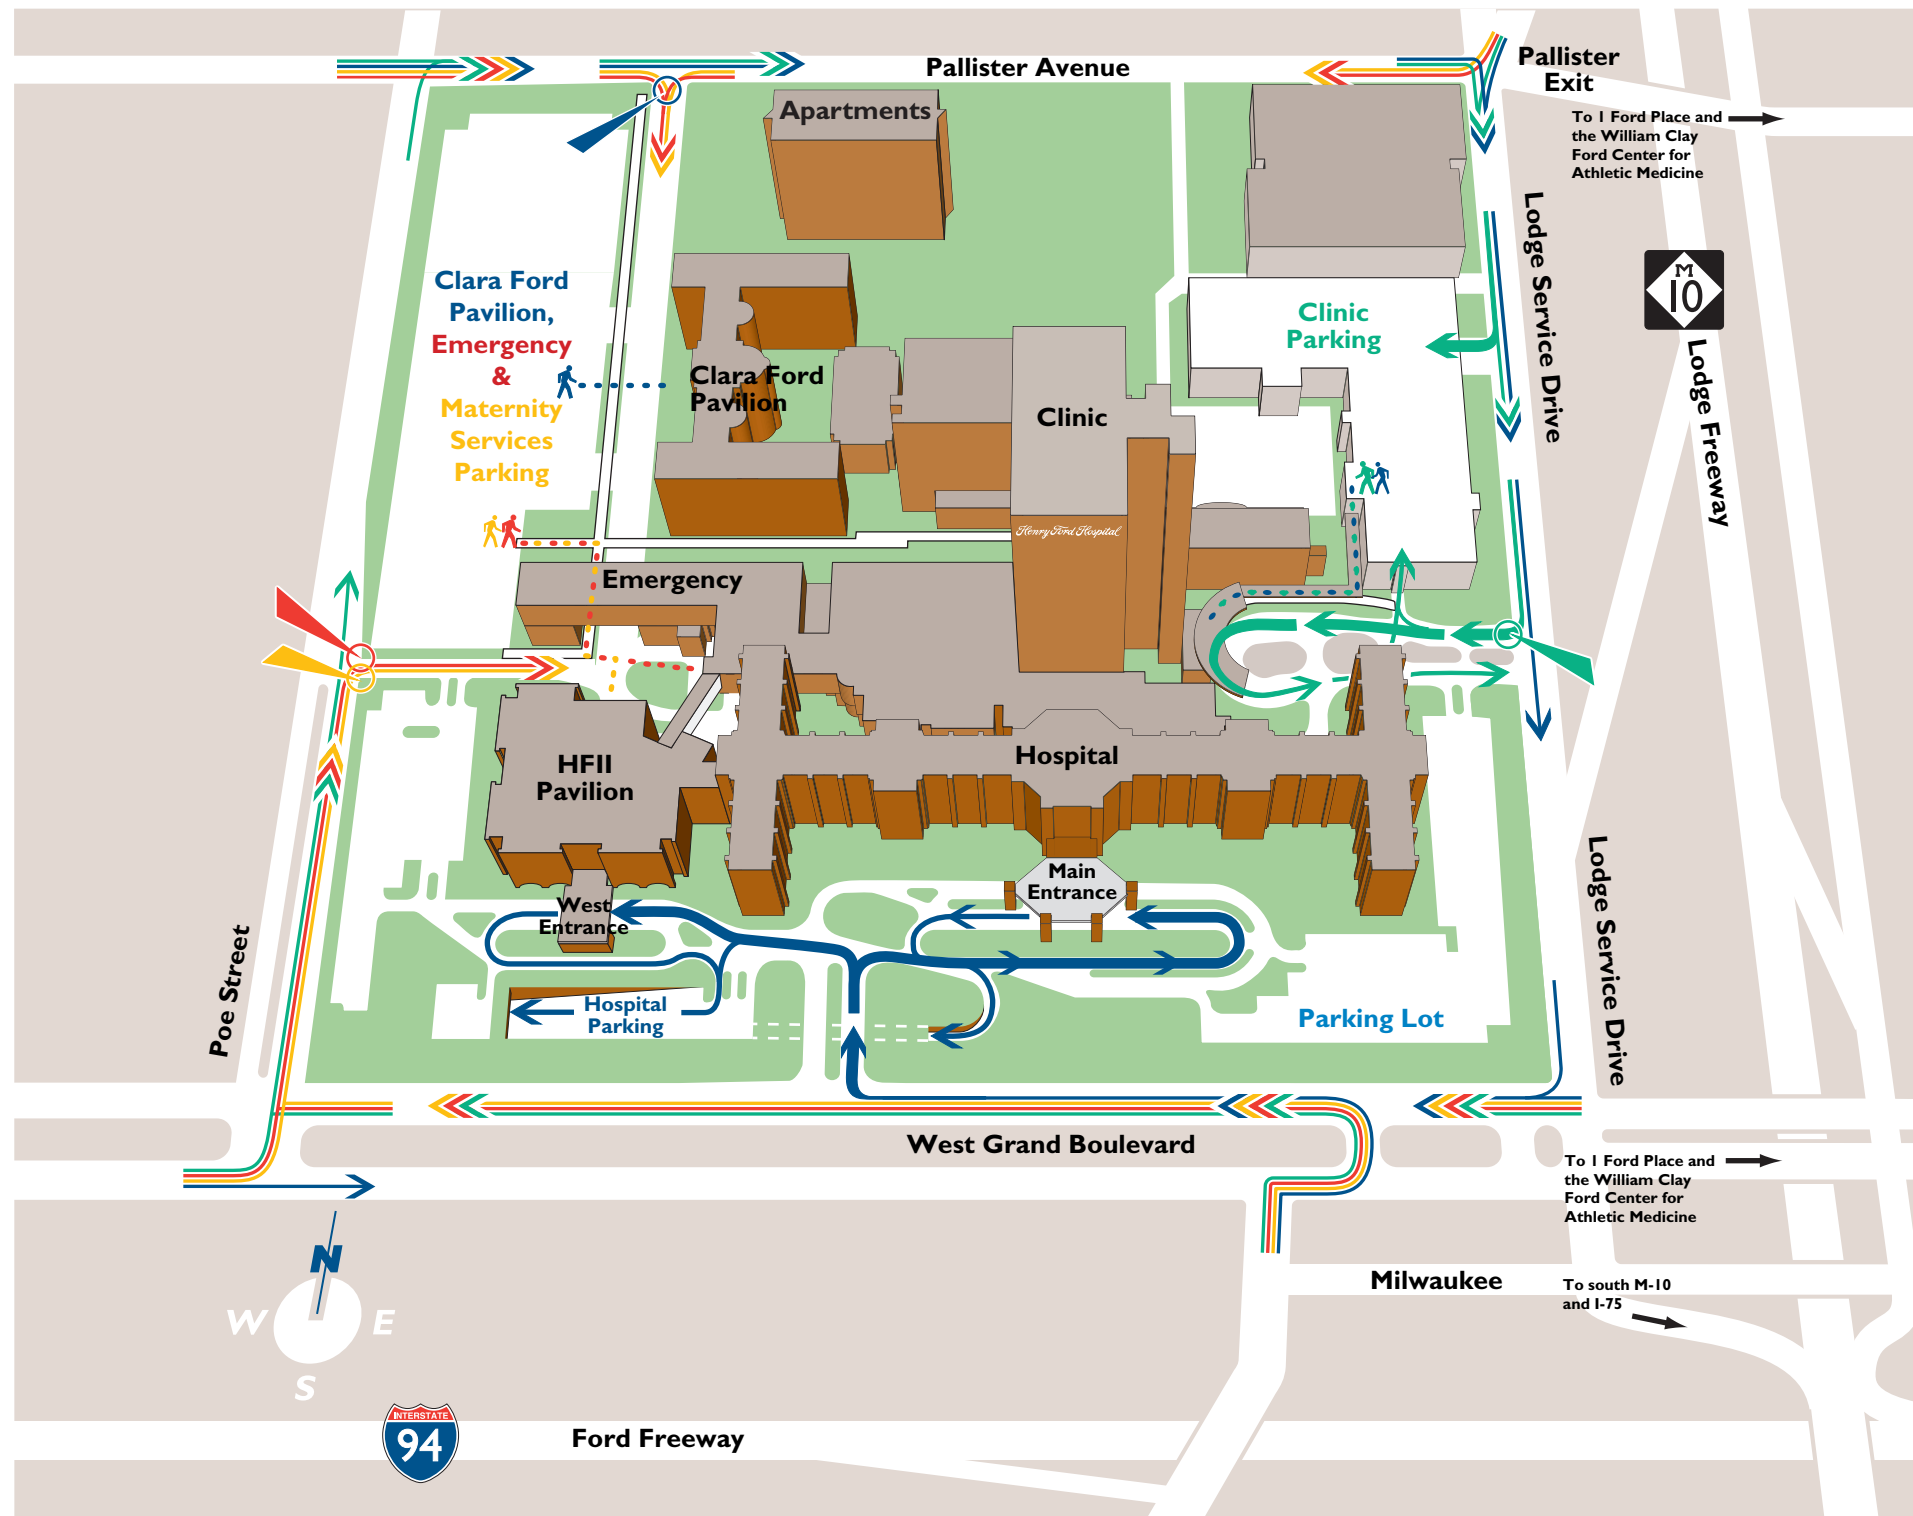 Pallister Avenue
Pallister
Exit
To 1 Ford Place and
the William Clay
Ford Center for
Athletic Medicine
Apartments
Lodge Service Drive
M
10
Lodge Freeway
Clara Ford
Pavilion,
Emergency
&
Maternity
Services
Parking
Clinic
Parking
Clara Ford
Pavilion
Clinic
Henry Ford Hospital
Emergency
HFII
Pavilion
Hospital
Main
Entrance
West
Entrance
Lodge Service Drive
Poe Street
Hospital
Parking
Parking Lot
West Grand Boulevard
To 1 Ford Place and
the William Clay
Ford Center for
Athletic Medicine
N
W
E
S
Milwaukee
To south M-10
and I-75
INTERSTATE
94
Ford Freeway